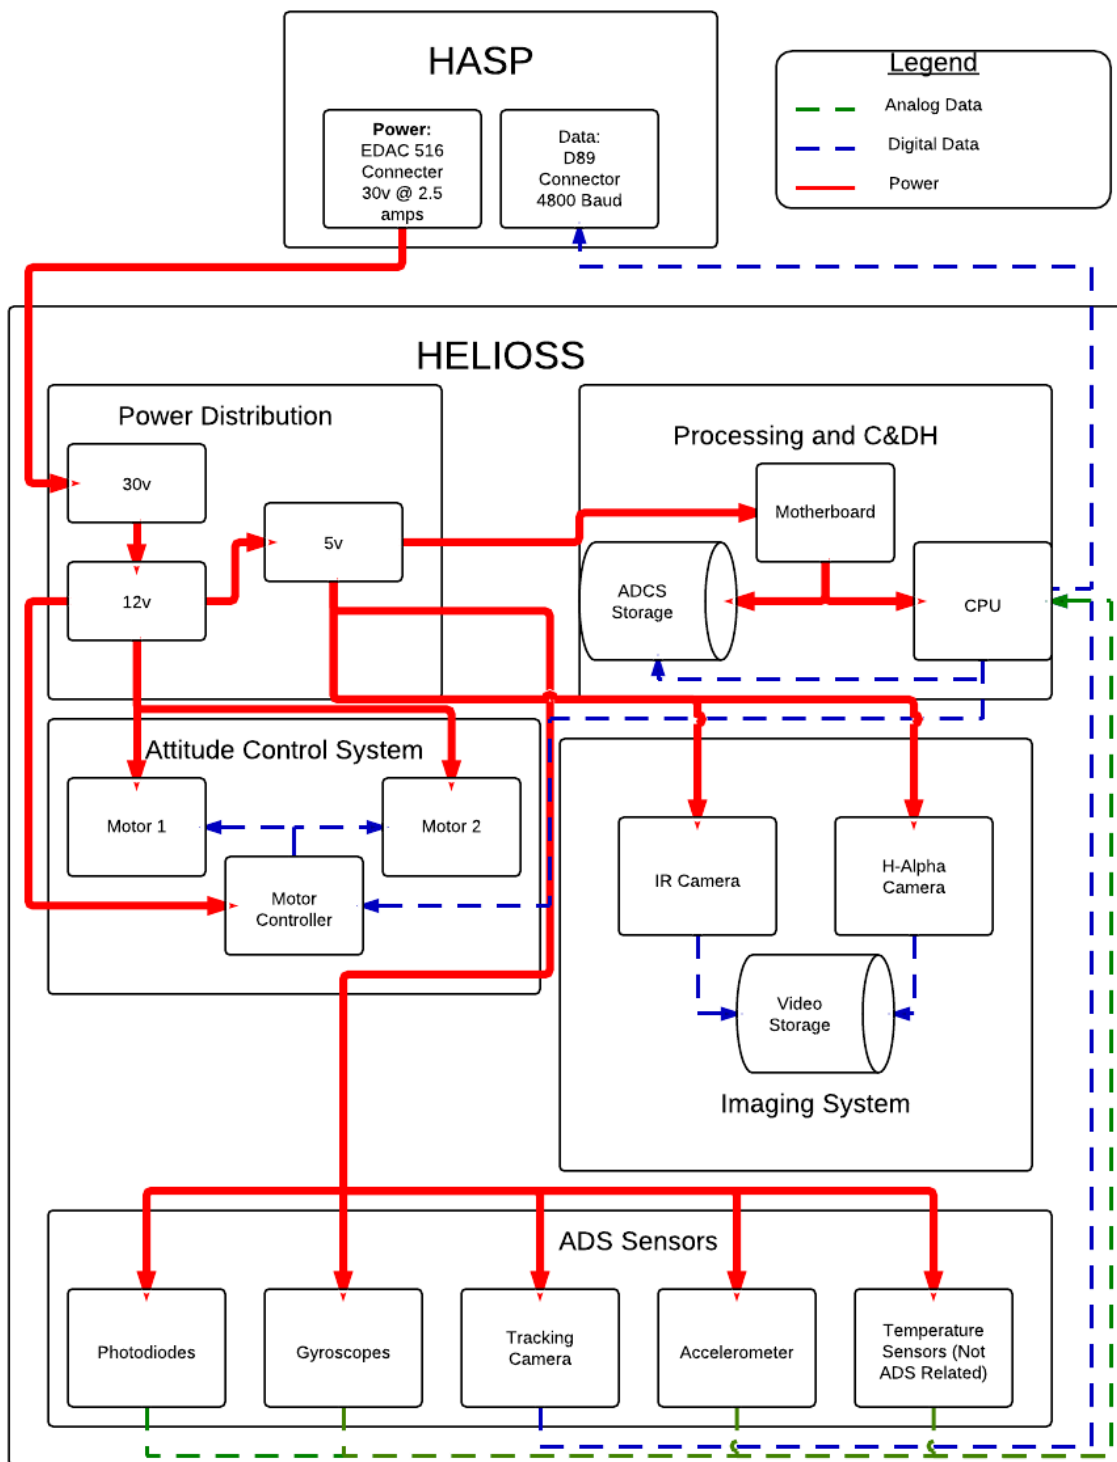 HASP
Power:
EDAC 516
Connecter
30v @ 2.5
amps
Data:
D89
Connector
4800 Baud
Legend
Analog Data
Digital Data
Power
HELIOSS
Power Distribution
30v
5v
12v
Processing and C&DH
Motherboard
ADCS
Storage
CPU
Attitude Control System
Motor 1
Motor 2
Motor
Controller
IR Camera
H-Alpha
Camera
Video
Storage
Imaging System
ADS Sensors
Photodiodes
Gyroscopes
Tracking
Camera
Accelerometer
Temperature
Sensors (Not
ADS Related)